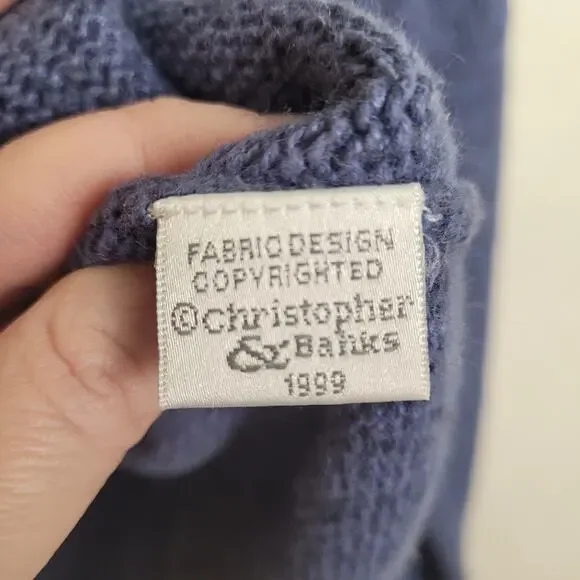 FABRIC DESIGN
COPYRIGHTED
©Christopher
& Banks
1999